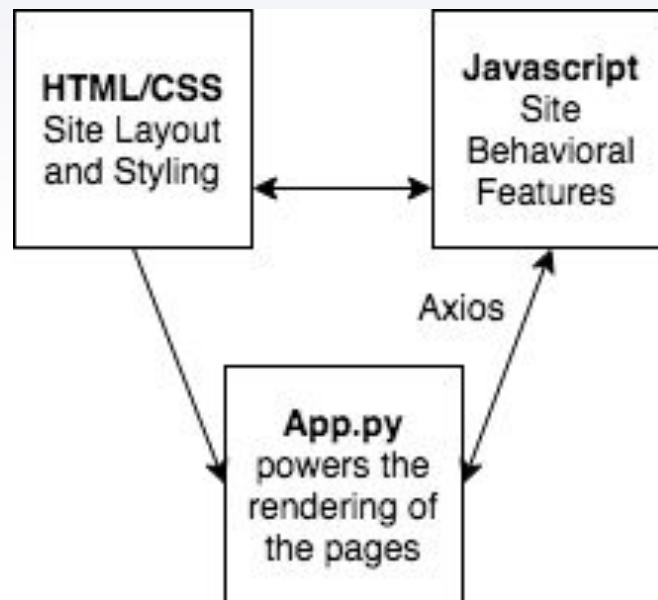 HTML/CSS
Site Layout
and Styling
Javascript
Site
Behavioral
Features
Axios
App.py
powers the
rendering of
the pages